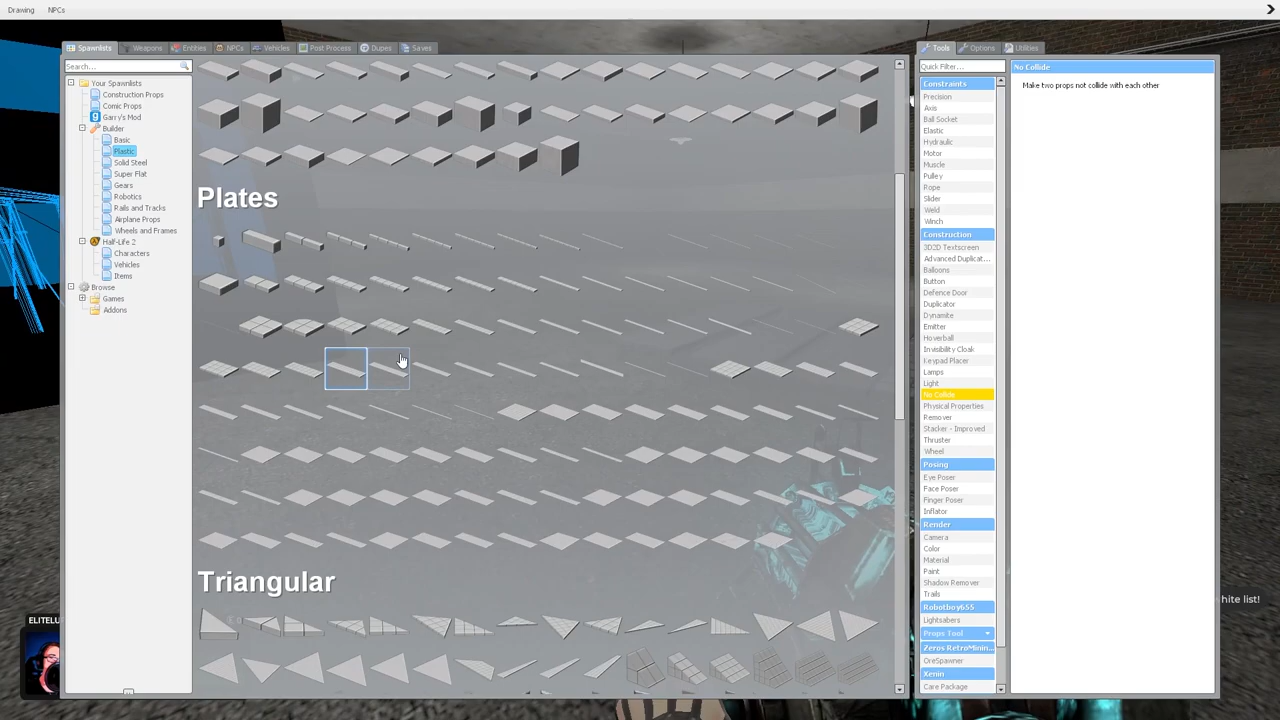 Drawing NPCs
Spawnlists Weapons Entities NPCs Vehicles Post Process Dupes Saves
Search...
Your Spawnlists
Construction Props
Comic Props
Garry's Mod
Builder
Basic
Plastic
Solid Steel
Super Flat
Gears
Robotics
Rails and Tracks
Airplane Props
Wheels and Frames
Half-Life 2
Characters
Vehicles
Items
Browse
Games
Addons
Plates
Triangular
Tools Options Utilities
Quick Filter...
Constraints
Precision
Axis
Ball Socket
Elastic
Hydraulic
Motor
Muscle
Pulley
Rope
Slider
Weld
Winch
Construction
3D2D Textscreen
Advanced Duplicat...
Balloons
Button
Defence Door
Duplicator
Dynamite
Emitter
Hoverball
Invisibility Cloak
Keypad Placer
Lamps
Light
No Collide
Physical Properties
Remover
Stacker - Improved
Thruster
Wheel
Posing
Eye Poser
Face Poser
Finger Poser
Inflator
Render
Camera
Color
Material
Paint
Shadow Remover
Trails
Robotboy655
Lightsabers
Props Tool
Zeros RetroMinin...
OreSpawner
Xenin
Care Package
No Collide
Make two props not collide with each other
hite list!